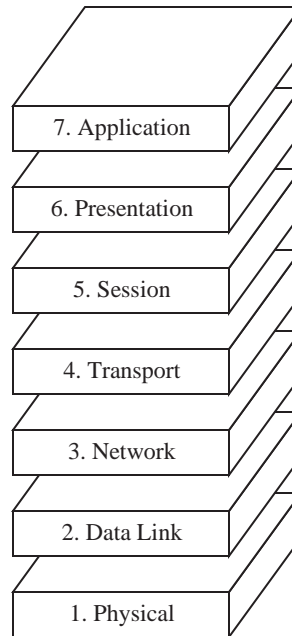 7. Application
6. Presentation
5. Session
4. Transport
3. Network
2. Data Link
1. Physical